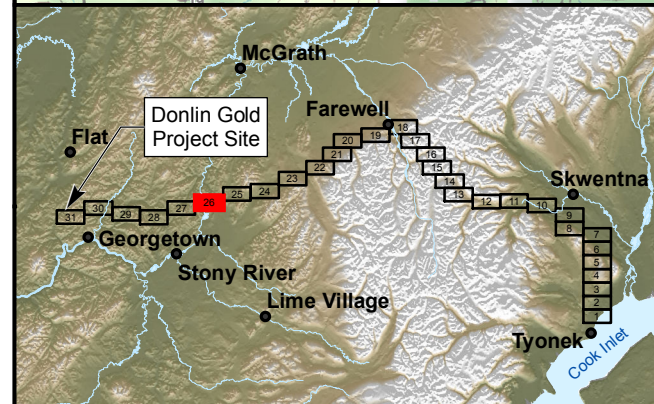 McGrath
Farewell
Donlin Gold
Project Site
Flat
18
19
20
17
21
16
22
15
23
14
Skwentna
24
13
25
12
11
26
10
27
9
30
29
28
31
8
7
Georgetown
6
Stony River
5
4
3
Lime Village
2
1
Tyonek
Cook Inlet